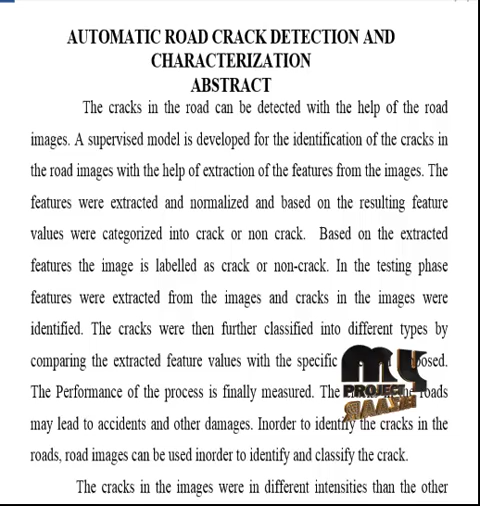 AUTOMATIC ROAD CRACK DETECTION AND
CHARACTERIZATION
ABSTRACT
The cracks in the road can be detected with the help of the road
images. A supervised model is developed for the identification of the cracks in
the road images with the help of extraction of the features from the images. The
features were extracted and normalized and based on the resulting feature
values were categorized into crack or non crack. Based on the extracted
features the image is labelled as crack or non-crack. In the testing phase
features were extracted from the images and cracks in the images were
identified. The cracks were then further classified into different types by
comparing the extracted feature values with the specific
The Performance of the process is finally measured. The roads
may lead to accidents and other damages. Inorder to identify the cracks in the
roads, road images can be used inorder to identify and classify the crack.
The cracks in the images were in different intensities than the other
MY
PROJECT